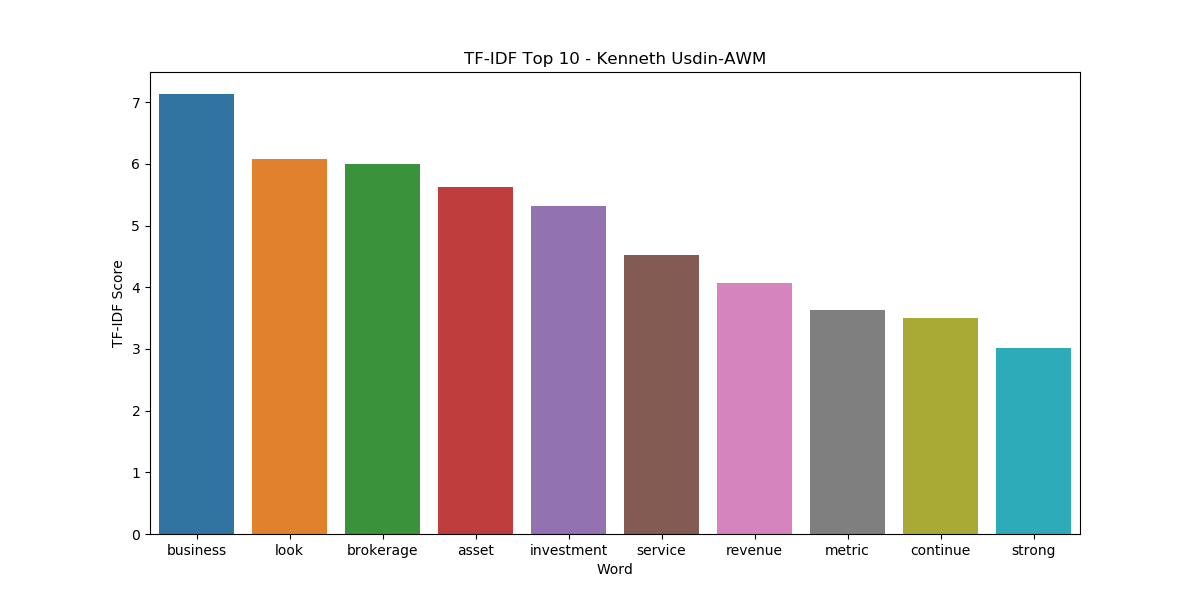 TF-IDF Top 10 - Kenneth Usdin-AWM
TF-IDF Score
7
6
5
4
3
2
1
0
business look brokerage asset investment service revenue metric continue strong
Word